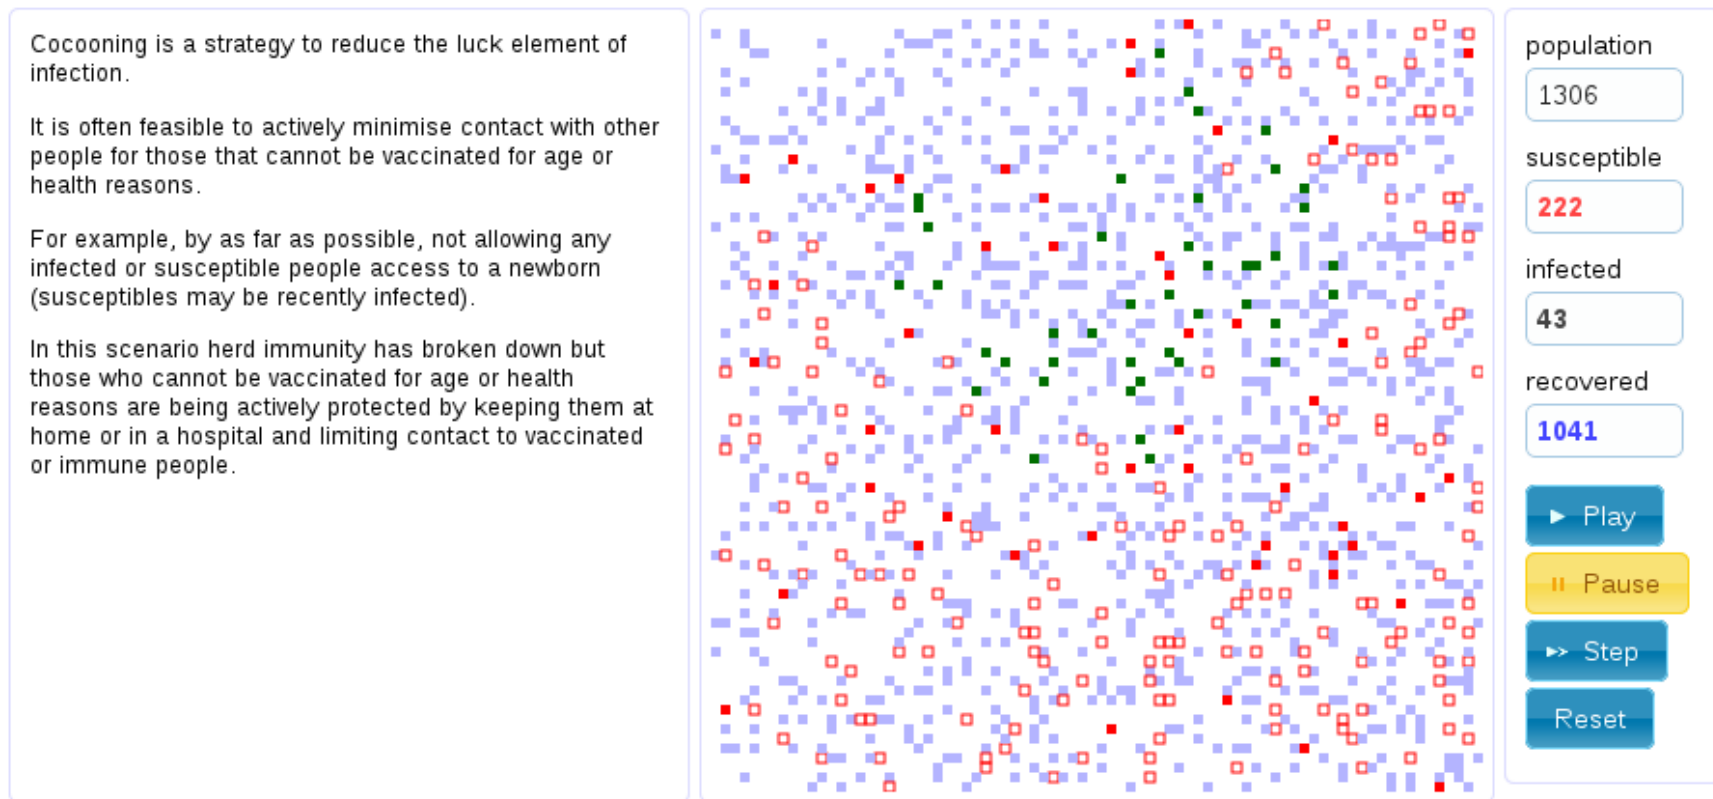 Cocooning is a strategy to reduce the luck element of
infection.
It is often feasible to actively minimise contact with other
people for those that cannot be vaccinated for age or
health reasons.
For example, by as far as possible, not allowing any
infected or susceptible people access to a newborn
(susceptibles may be recently infected).
In this scenario herd immunity has broken down but
those who cannot be vaccinated for age or health
reasons are being actively protected by keeping them at
home or in a hospital and limiting contact to vaccinated
or immune people.
population
1306
susceptible
222
infected
43
recovered
1041
Play
Pause
Step
Reset